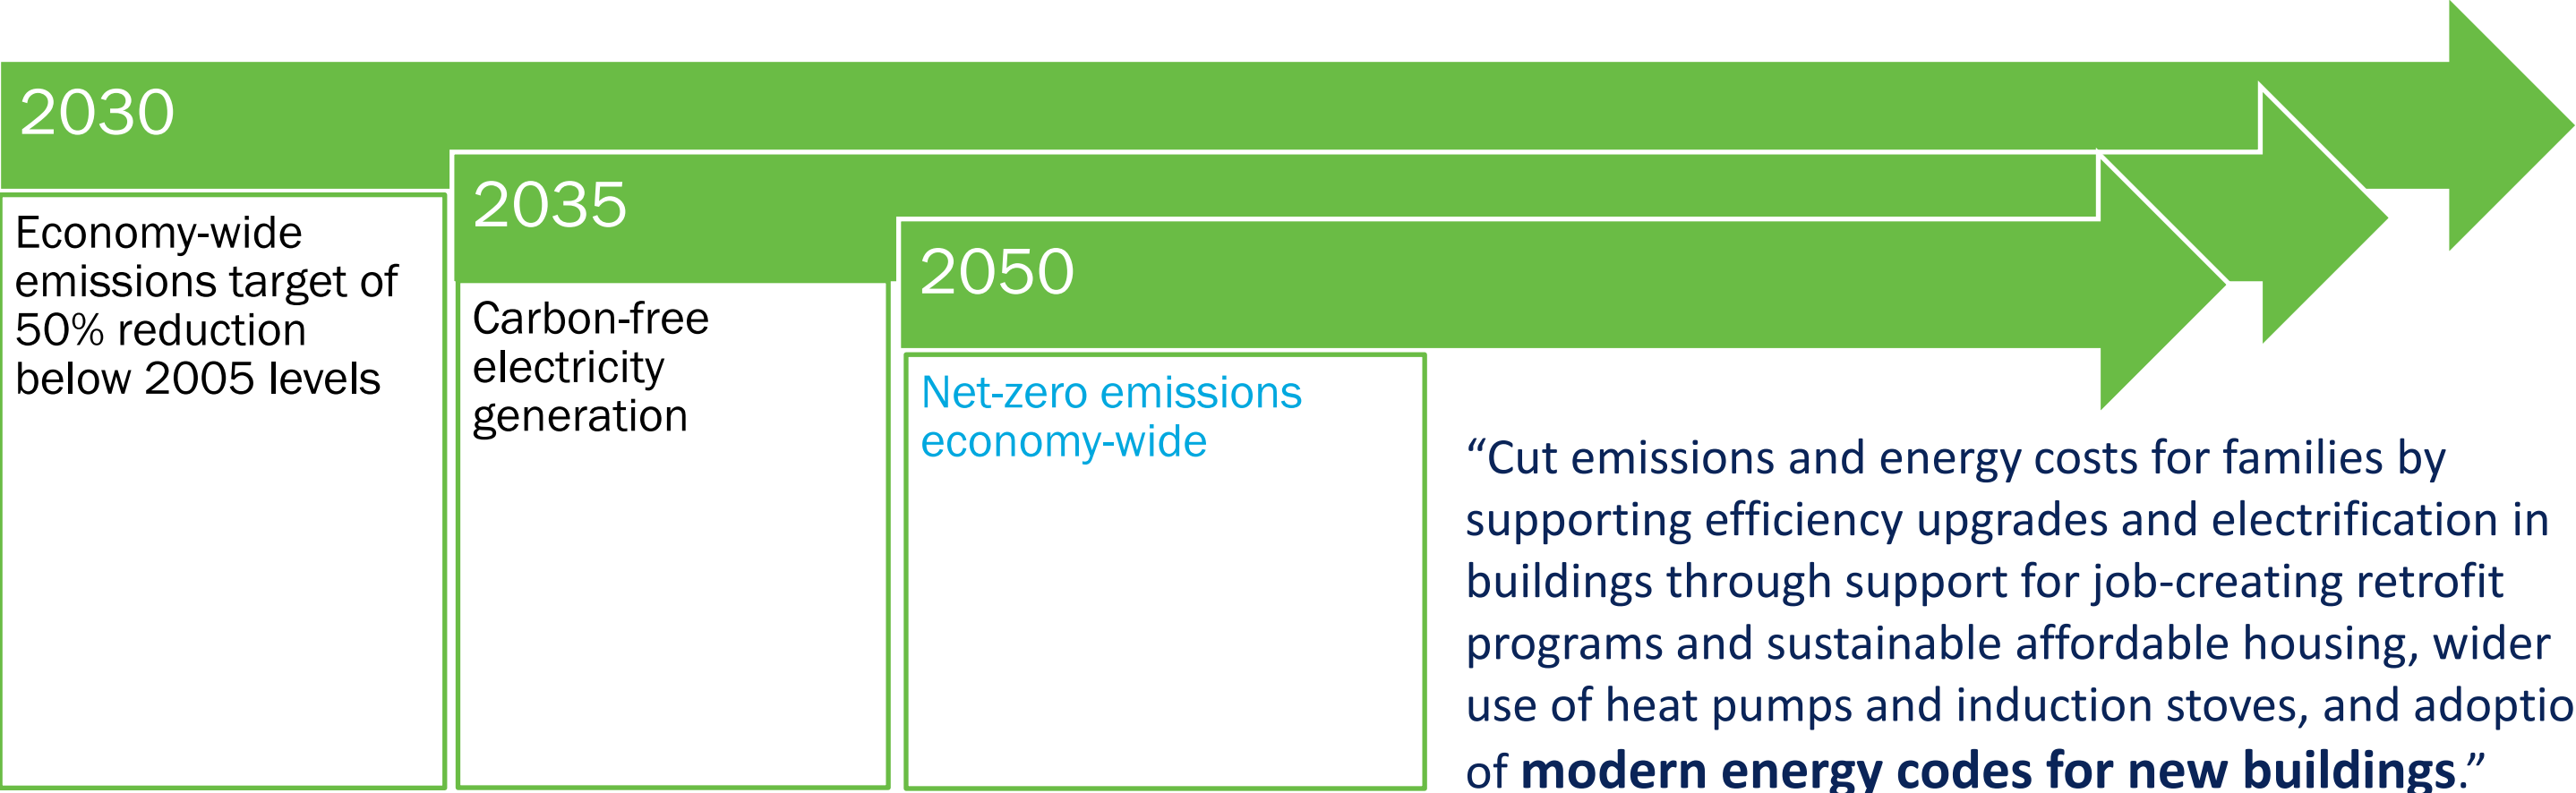 2030
Economy-wide
emissions target of
50% reduction
below 2005 levels
2035
Carbon-free
electricity
generation
2050
Net-zero emissions
economy-wide
“Cut emissions and energy costs for families by
supporting efficiency upgrades and electrification in
buildings through support for job-creating retrofit
programs and sustainable affordable housing, wider
use of heat pumps and induction stoves, and adoptio
of modern energy codes for new buildings.”